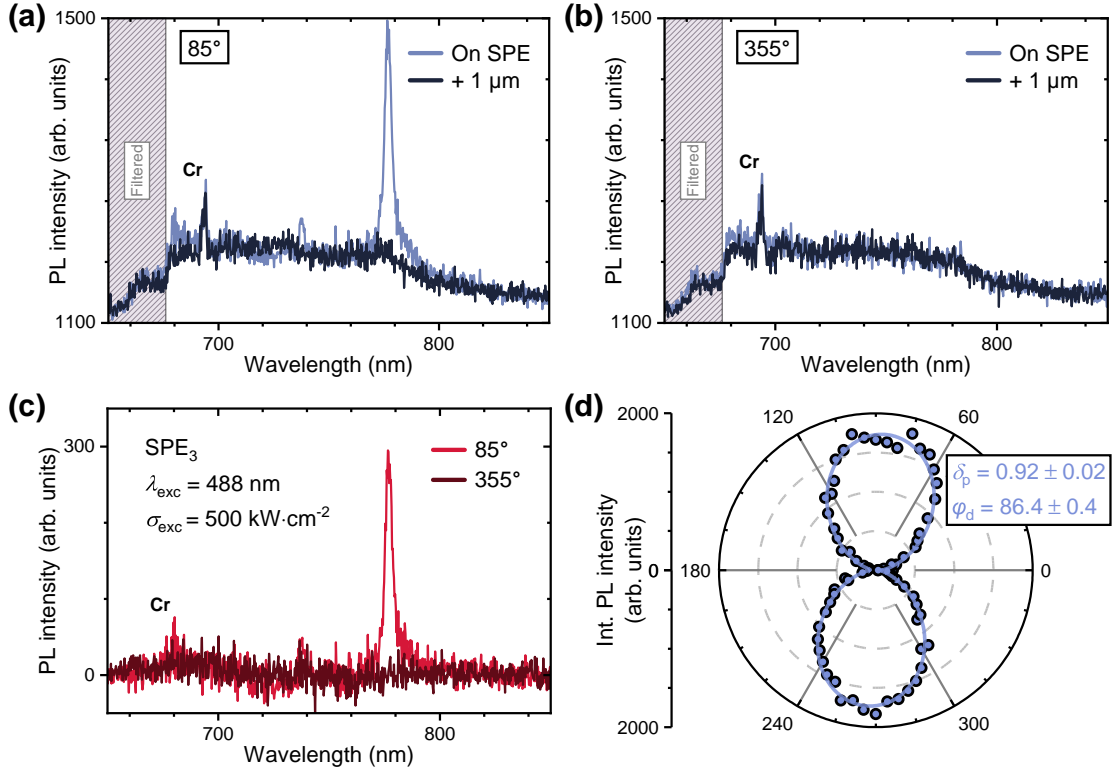 (a)
1500
85°
On SPE
+ 1 µm
Filtered
Cr
PL intensity (arb. units)
1100
700
800
Wavelength (nm)
(b)
1500
355°
On SPE
+ 1 µm
Filtered
Cr
PL intensity (arb. units)
1100
700
800
Wavelength (nm)
(c)
300
SPE₃
λexc = 488 nm
σexc = 500 kW·cm⁻²
85°
355°
Cr
PL intensity (arb. units)
0
700
800
Wavelength (nm)
(d)
2000
120
60
δp = 0.92 ± 0.02
φd = 86.4 ± 0.4
Int. PL intensity
(arb. units)
0
180
0
240
300
2000